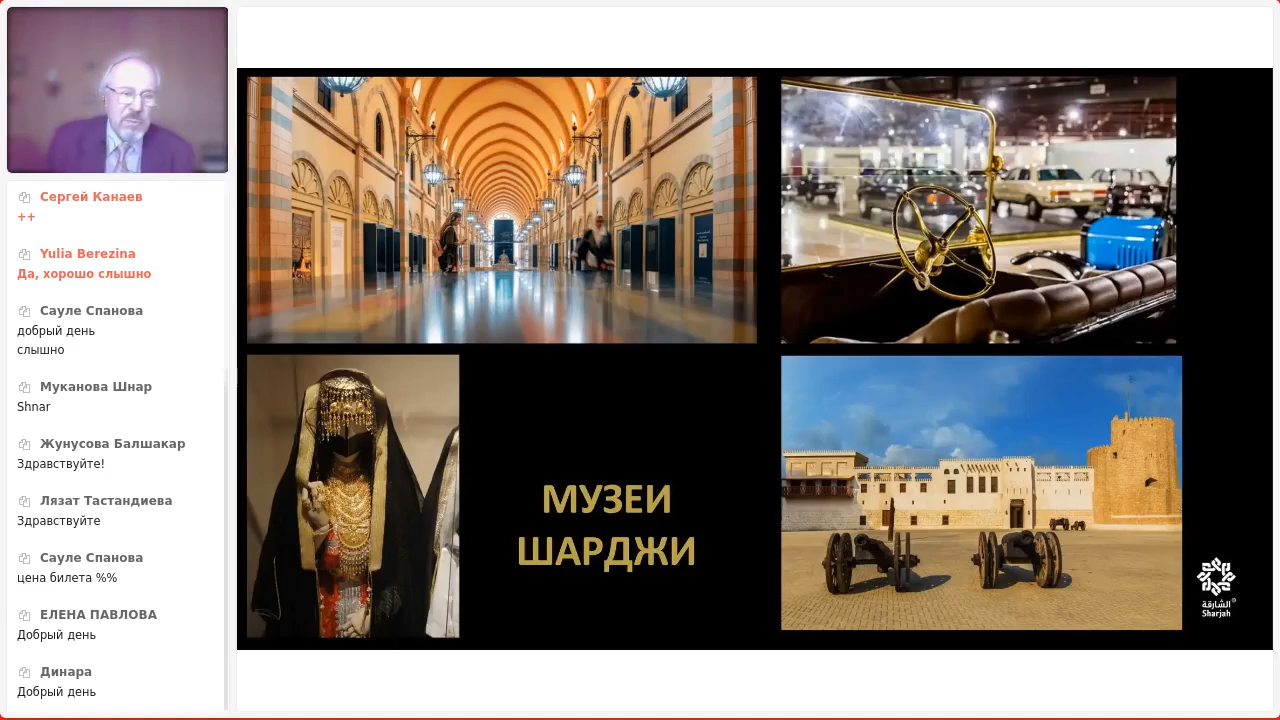 Сергей Канаев
++
Yulia Berezina
Да, хорошо слышно
Сауле Спанова
добрый день
слышно
Муканова Шнар
Shnar
Жунусова Балшакар
Здравствуйте!
Лязат Тастандиева
Здравствуйте
Сауле Спанова
цена билета %%
ЕЛЕНА ПАВЛОВА
Добрый день
Динара
Добрый день
МУЗЕИ
ШАРДЖИ
الشارقة
Sharjah